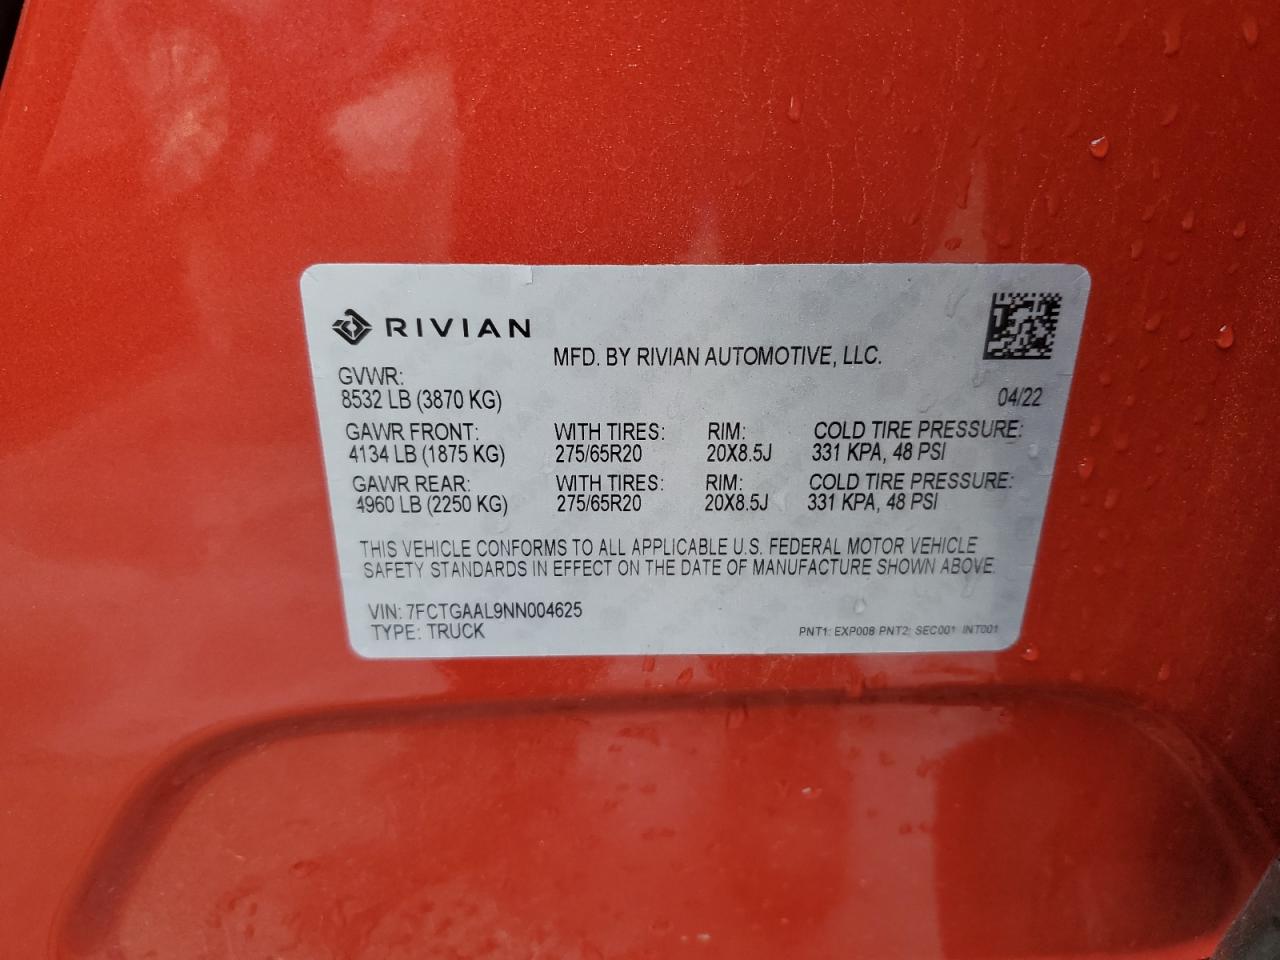 RIVIAN
MFD. BY RIVIAN AUTOMOTIVE, LLC.
GVWR:
8532 LB (3870 KG)
04/22
GAWR FRONT: WITH TIRES: RIM: COLD TIRE PRESSURE:
4134 LB (1875 KG) 275/65R20 20X8.5J 331 KPA, 48 PSI
GAWR REAR: WITH TIRES: RIM: COLD TIRE PRESSURE:
4960 LB (2250 KG) 275/65R20 20X8.5J 331 KPA, 48 PSI
THIS VEHICLE CONFORMS TO ALL APPLICABLE U.S. FEDERAL MOTOR VEHICLE
SAFETY STANDARDS IN EFFECT ON THE DATE OF MANUFACTURE SHOWN ABOVE.
VIN: 7FCTGAAL9NN004625
TYPE: TRUCK
PNT1: EXP008 PNT2: SEC001 INT001